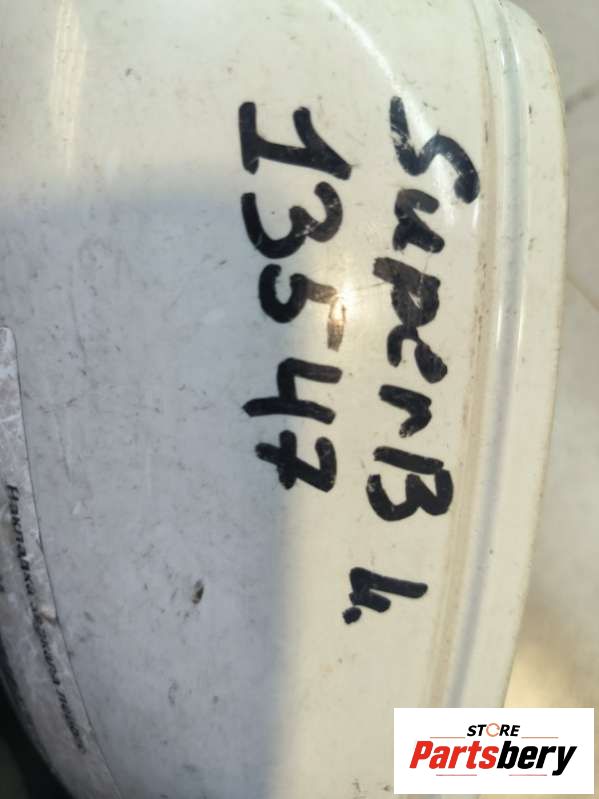 SuperB u.
13547
STORE
Partsbery